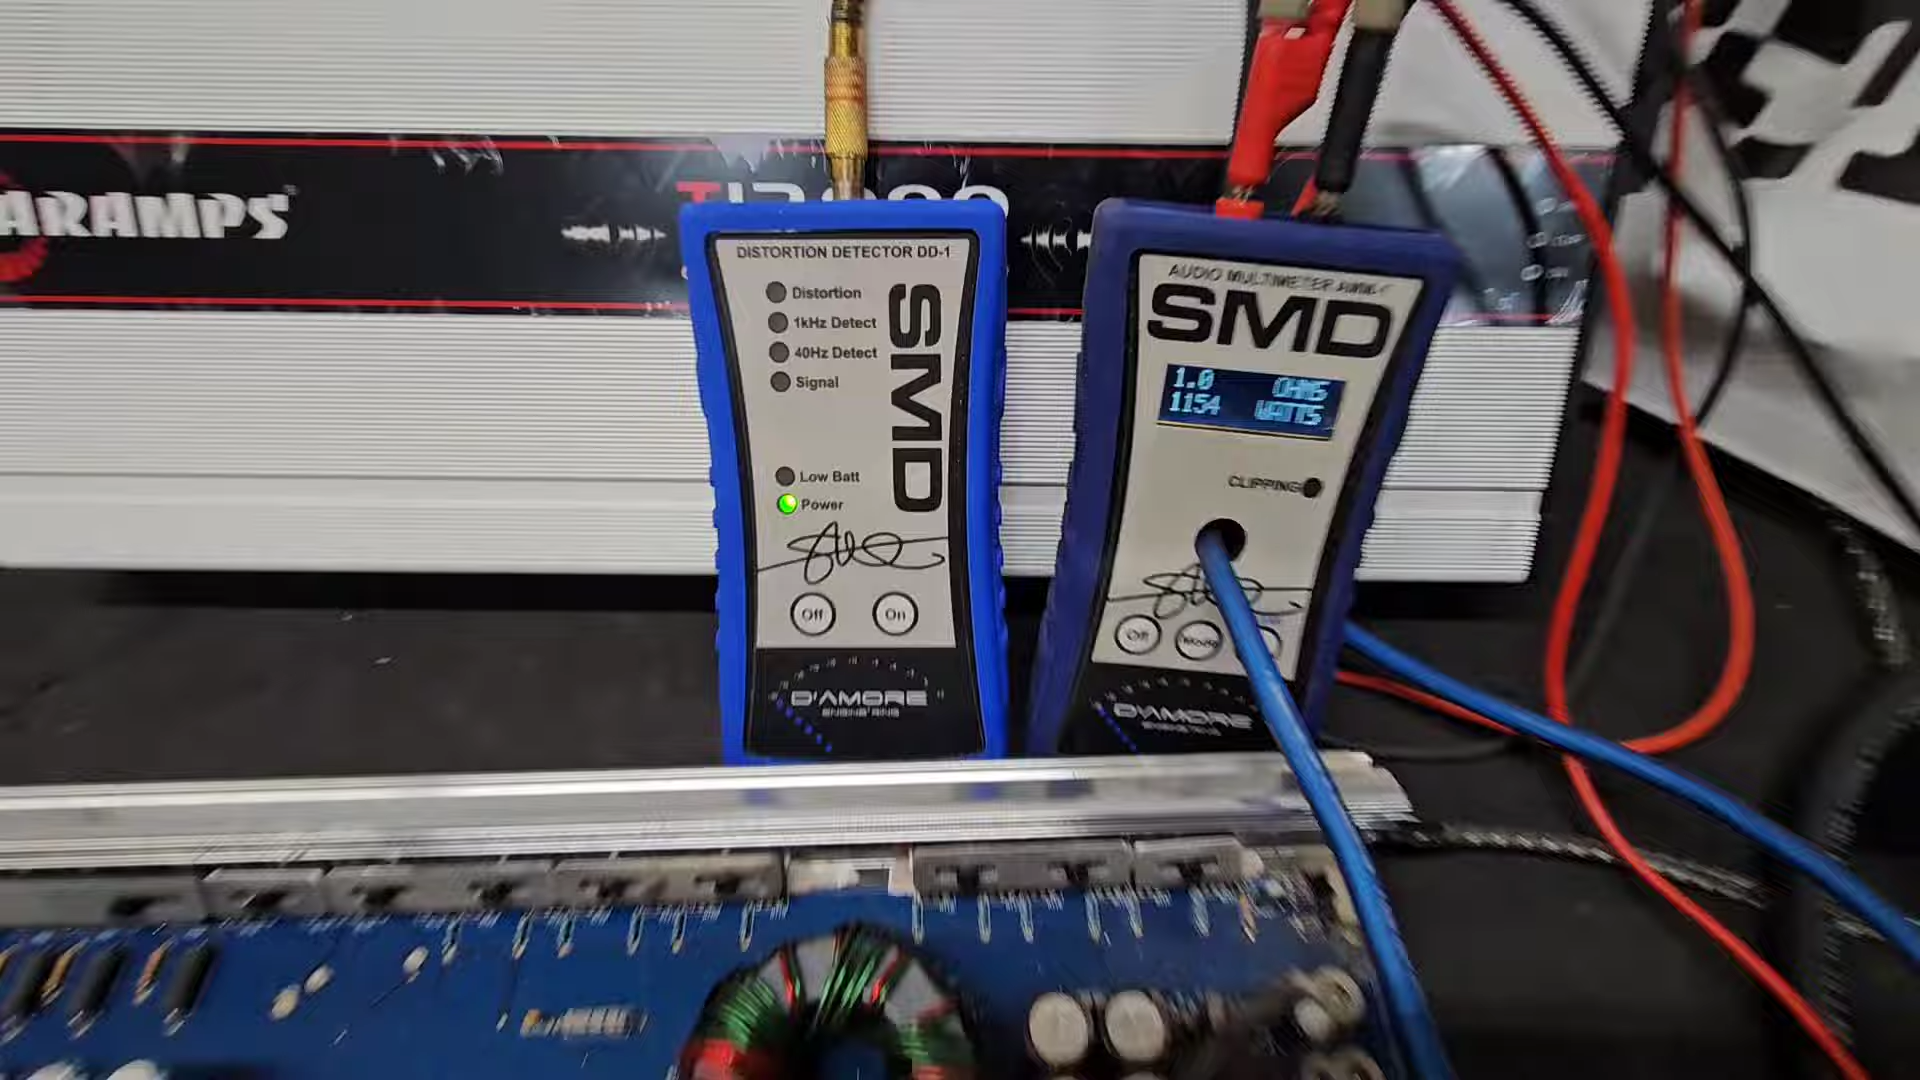 ARAMPS
DISTORTION DETECTOR DD-1
Distortion
1kHz Detect
40Hz Detect
Signal
SMD
Low Batt
Power
Off
On
D'AMORE
AUDIO MULTIMETER
SMD
1.0 OHMS
1154 WATTS
CLIPPING
Off
Mode
D'AMORE